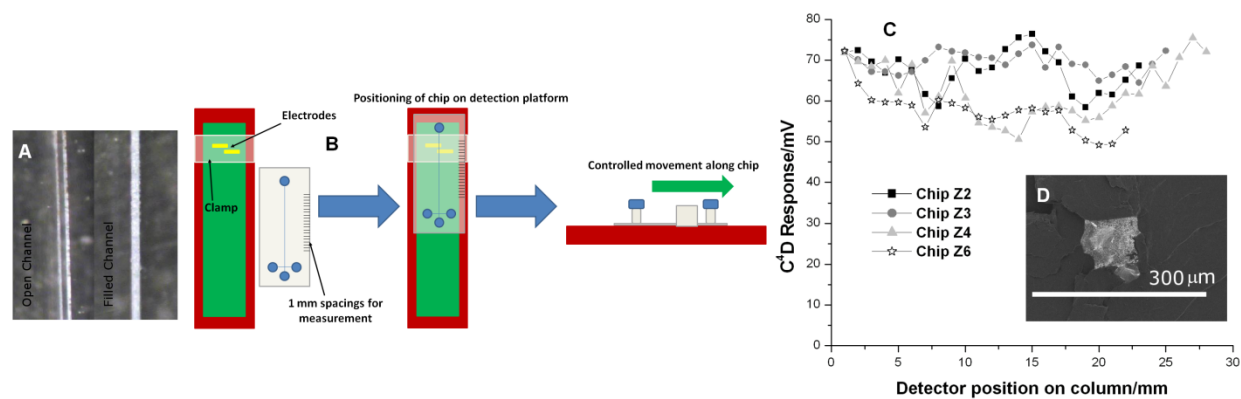 A
Open Channel
Filled Channel
Electrodes
B
Clamp
1 mm spacings for
measurement
Positioning of chip on detection platform
Controlled movement along chip
C
80
70
60
50
40
30
20
10
0
C⁴D Response/mV
Chip Z2
Chip Z3
Chip Z4
Chip Z6
D
300 µm
0
5
10
15
20
25
30
Detector position on column/mm